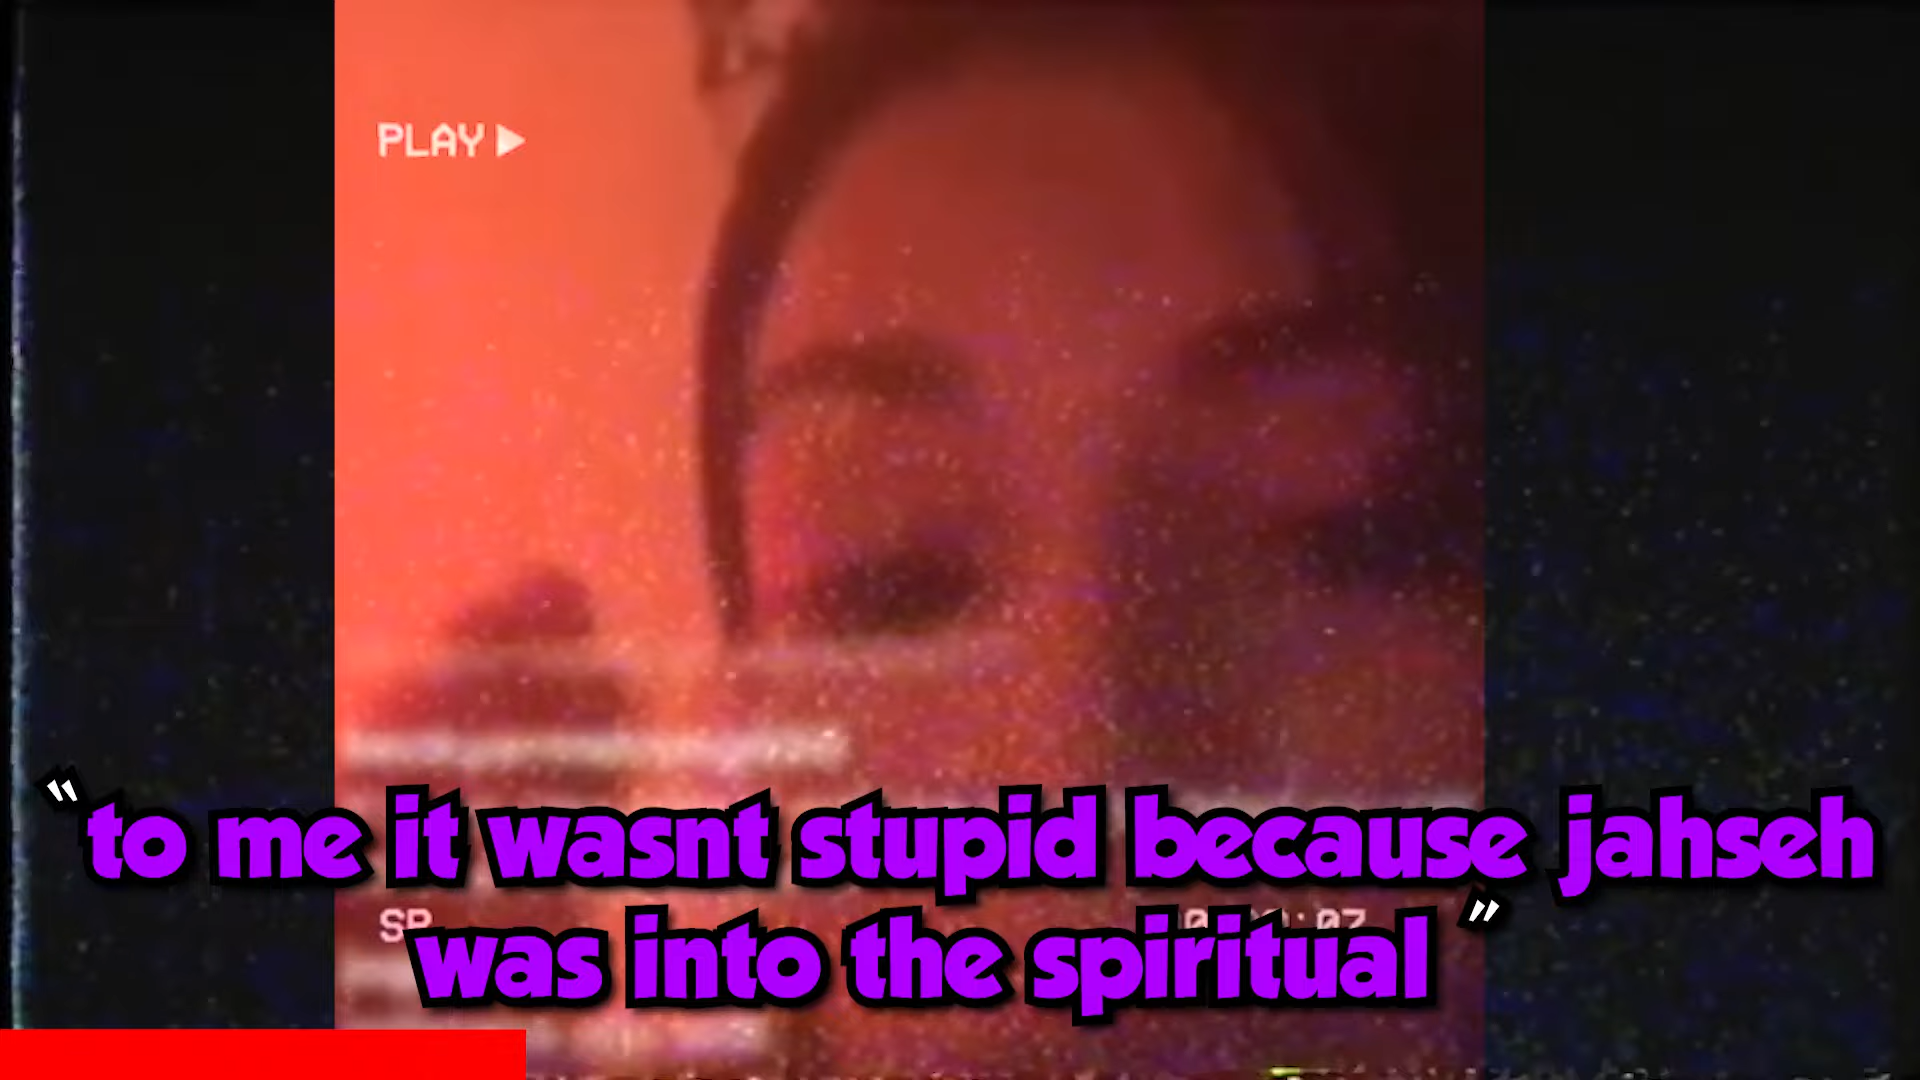 PLAY
“to me it wasnt stupid because jahseh
SP
was into the spiritual”